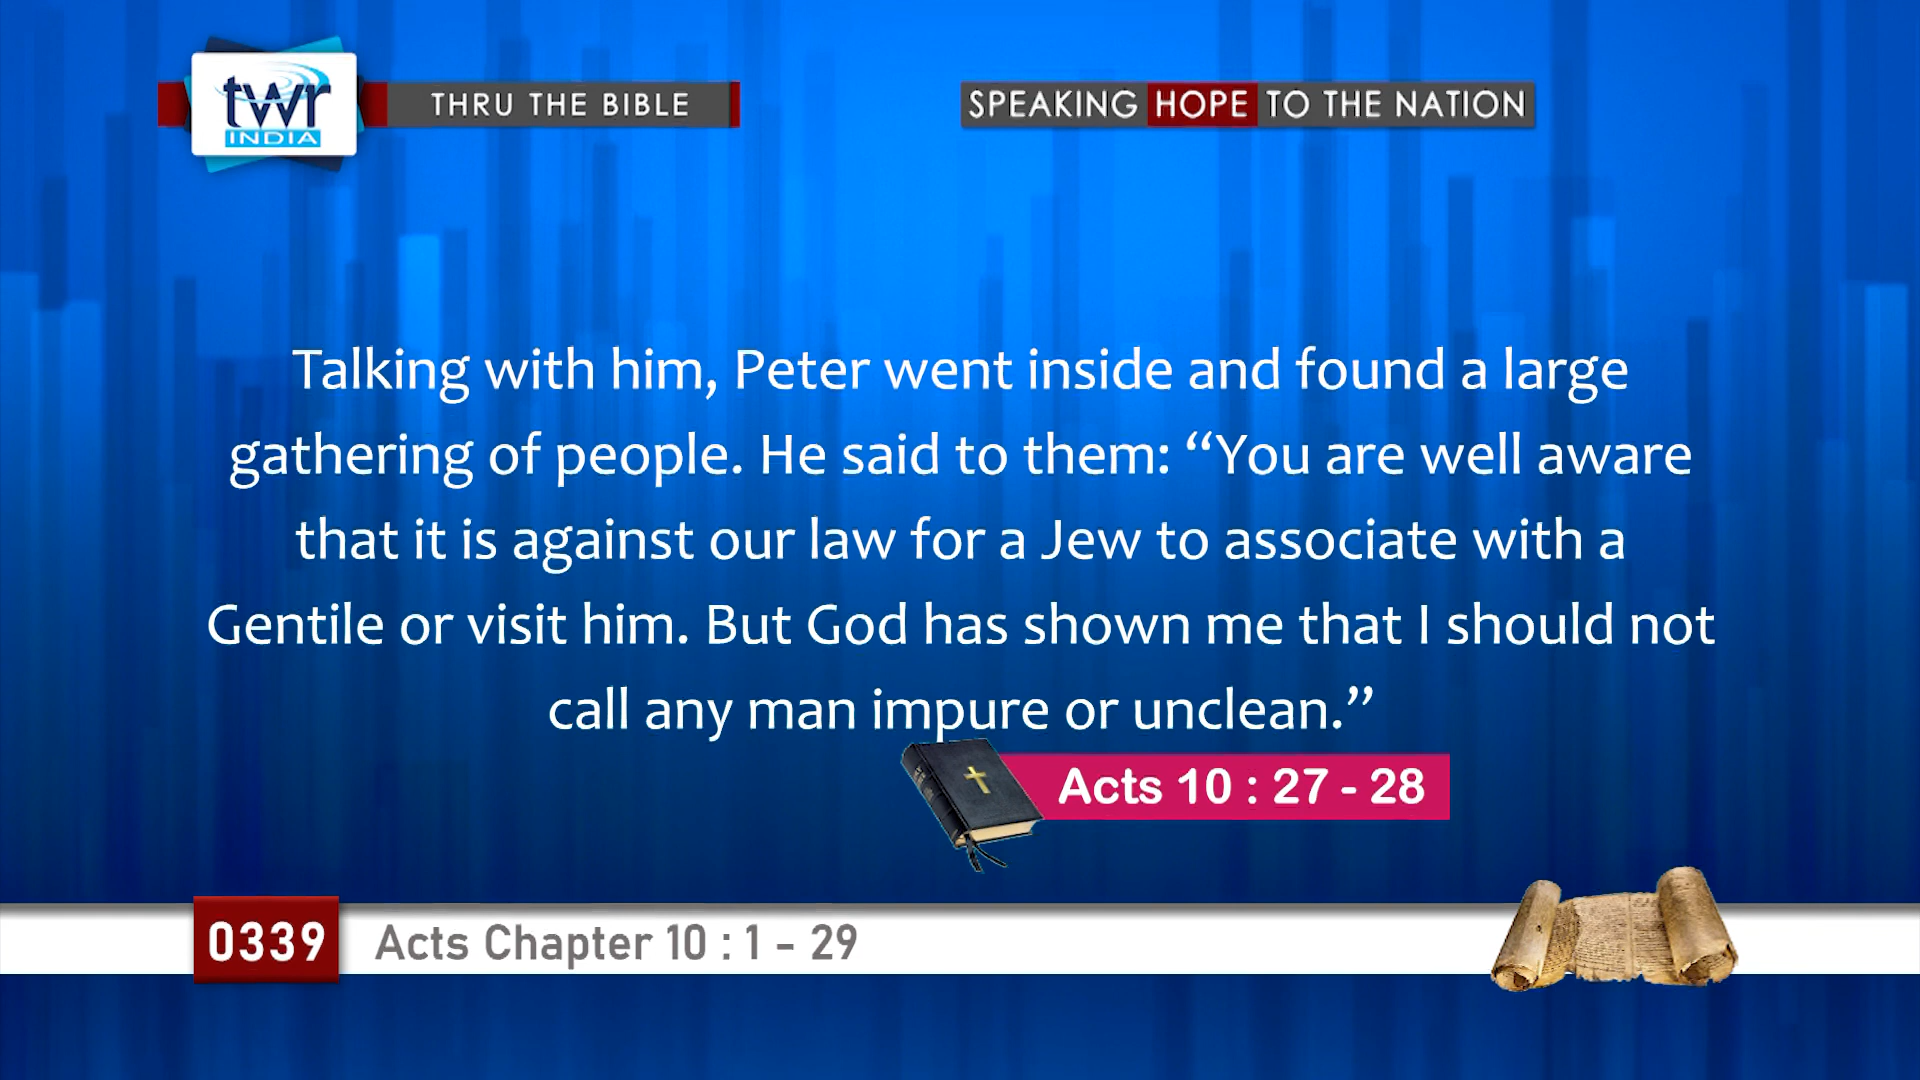 twr
INDIA
THRU THE BIBLE
SPEAKING HOPE TO THE NATION
Talking with him, Peter went inside and found a large
gathering of people. He said to them: “You are well aware
that it is against our law for a Jew to associate with a
Gentile or visit him. But God has shown me that I should not
call any man impure or unclean.”
Acts 10 : 27 - 28
0339
Acts Chapter 10 : 1 - 29